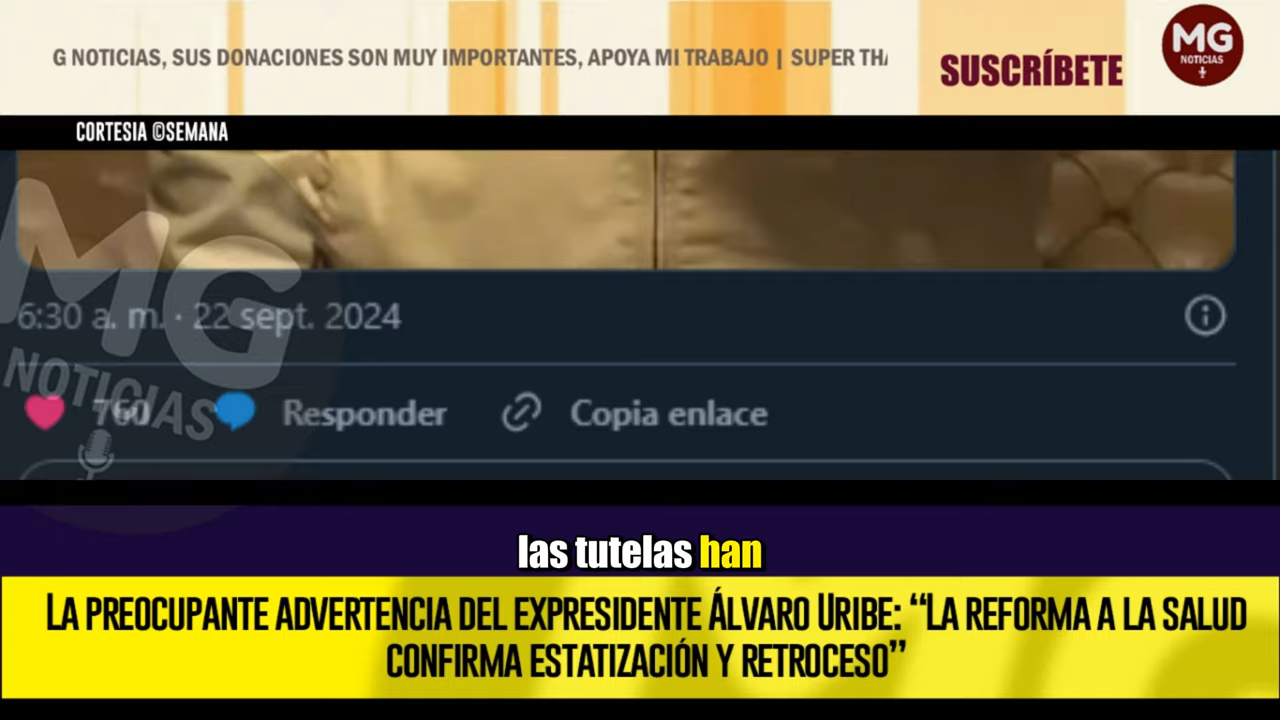 G NOTICIAS, SUS DONACIONES SON MUY IMPORTANTES, APOYA MI TRABAJO | SUPER THA
SUSCRÍBETE
MG
NOTICIAS
CORTESIA ©SEMANA
MG
NOTICIAS
6:30 a. m. · 22 sept. 2024
760 Responder Copia enlace
las tutelas han
LA PREOCUPANTE ADVERTENCIA DEL EXPRESIDENTE ÁLVARO URIBE: “LA REFORMA A LA SALUD
CONFIRMA ESTATIZACIÓN Y RETROCESO”